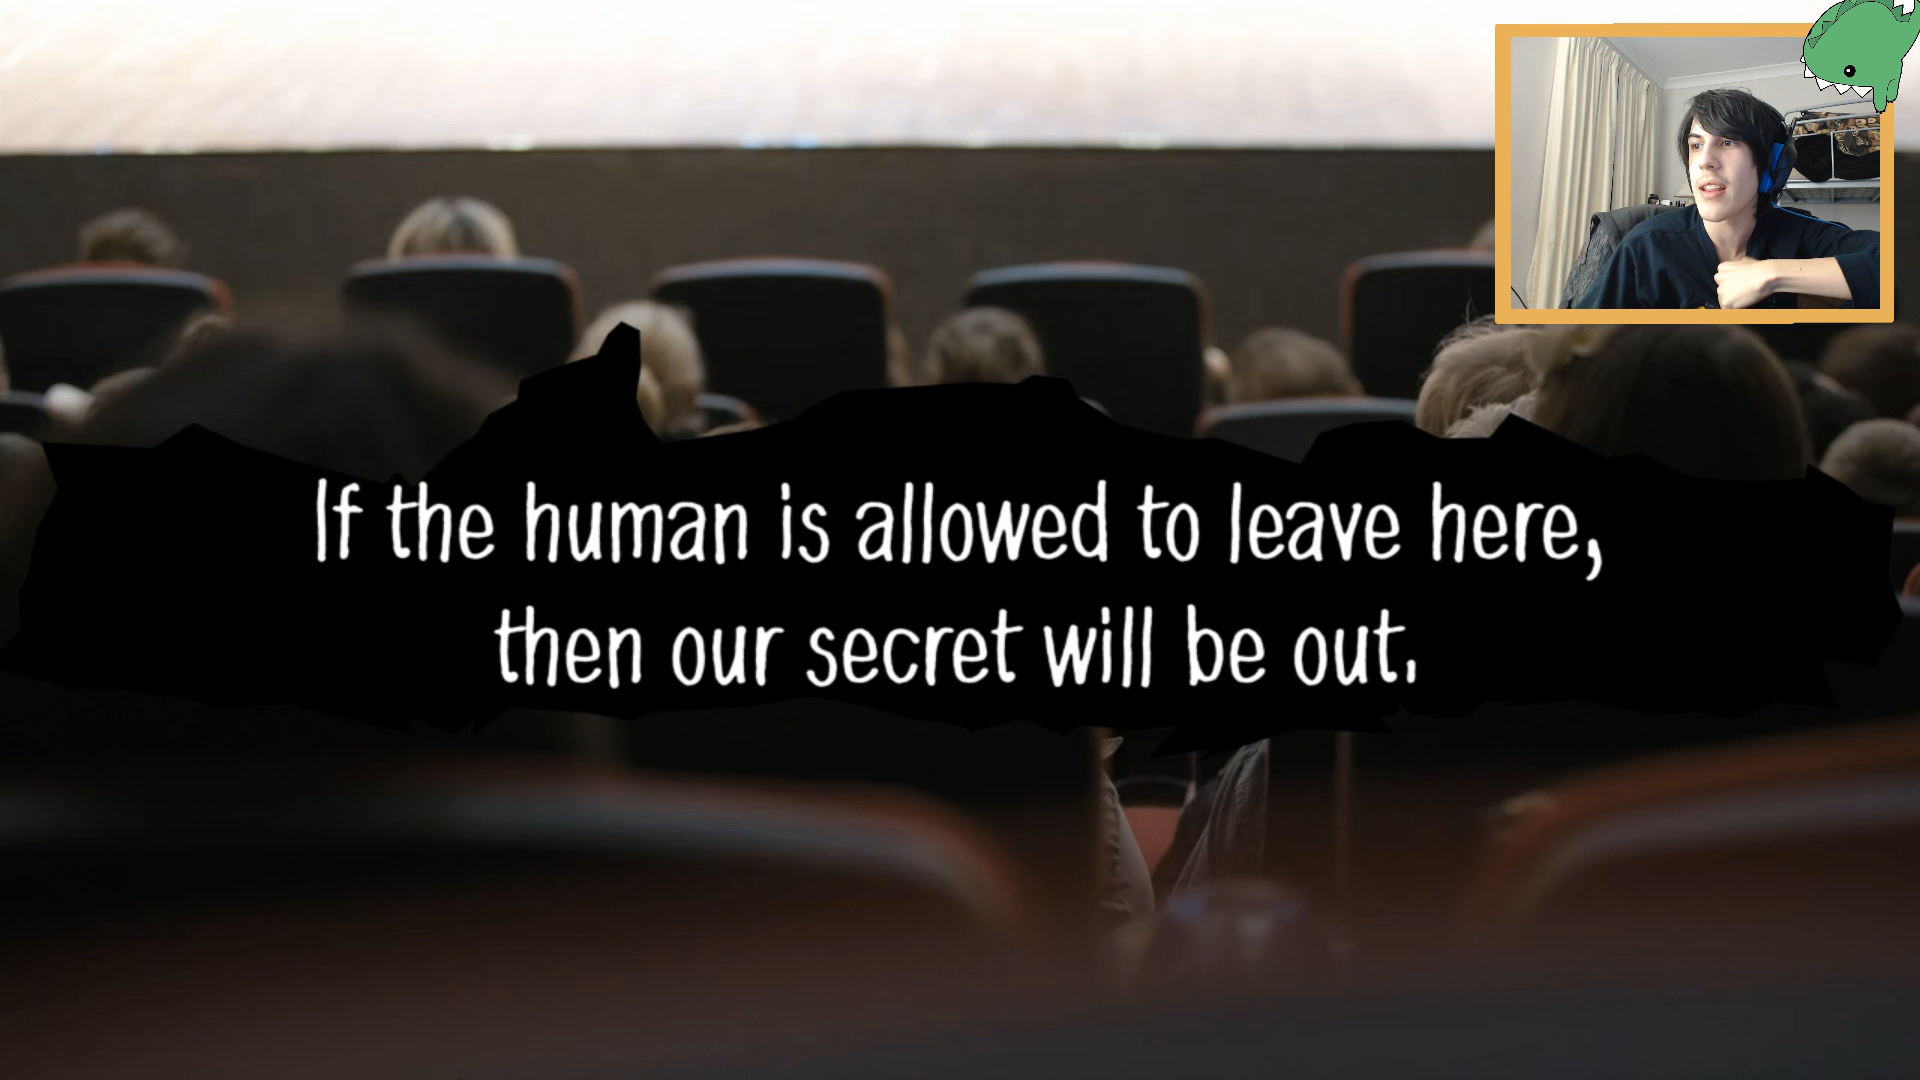 If the human is allowed to leave here,
then our secret will be out.